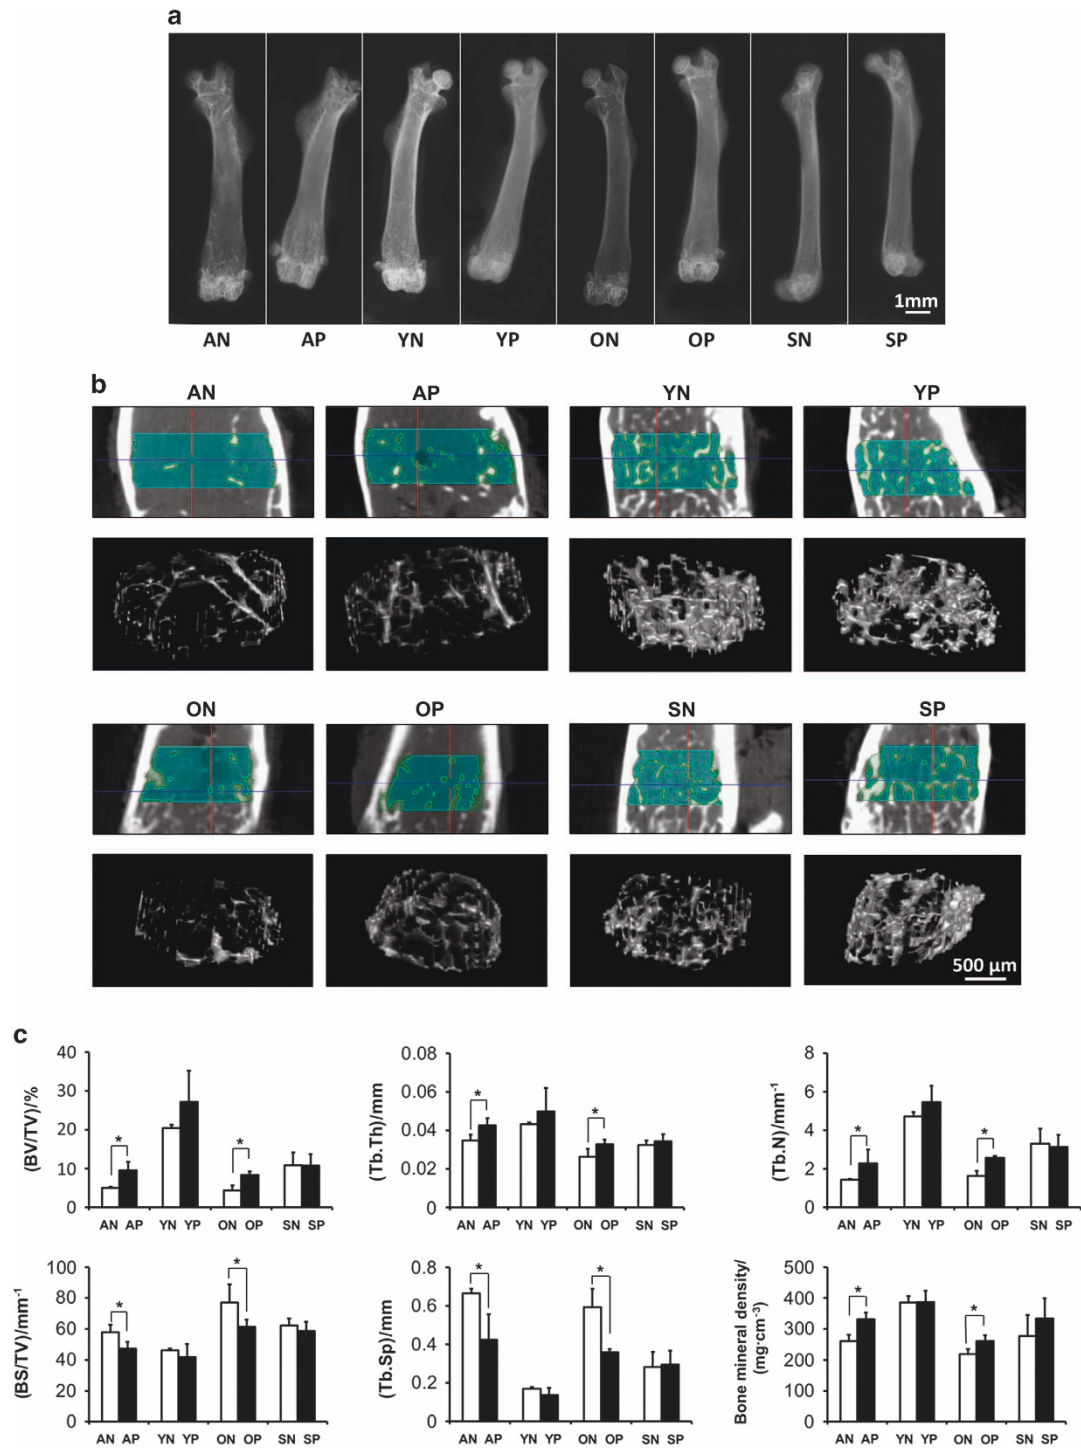 a
1mm
AN AP YN YP ON OP SN SP
b
AN AP YN YP
ON OP SN SP
500 µm
c
(BV/TV)/%
40
30
20
10
0
AN AP YN YP ON OP SN SP
*
*
(Tb.Th)/mm
0.08
0.06
0.04
0.02
0
AN AP YN YP ON OP SN SP
*
*
(Tb.N)/mm-1
8
6
4
2
0
AN AP YN YP ON OP SN SP
*
*
(BS/TV)/mm-1
100
80
60
40
20
0
AN AP YN YP ON OP SN SP
*
*
(Tb.Sp)/mm
0.8
0.6
0.4
0.2
0
AN AP YN YP ON OP SN SP
*
*
Bone mineral density/
(mg·cm-3)
500
400
300
200
100
0
AN AP YN YP ON OP SN SP
*
*